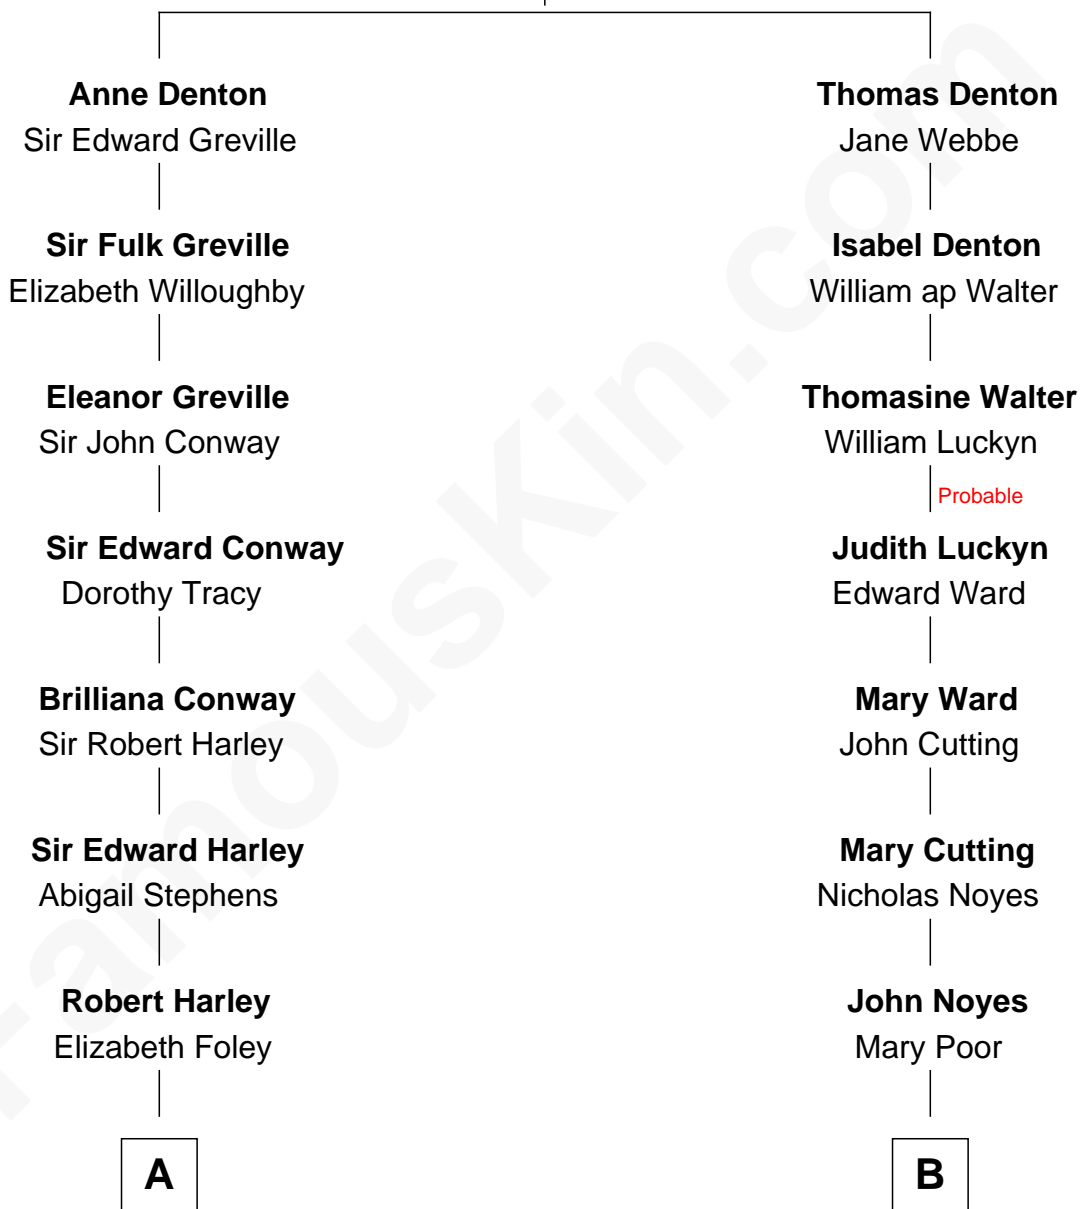 Anne Denton
Sir Edward Greville
Sir Fulk Greville
Elizabeth Willoughby
Eleanor Greville
Sir John Conway
Sir Edward Conway
Dorothy Tracy
Brilliana Conway
Sir Robert Harley
Sir Edward Harley
Abigail Stephens
Robert Harley
Elizabeth Foley
A
Thomas Denton
Jane Webbe
Isabel Denton
William ap Walter
Thomasine Walter
William Luckyn
Probable
Judith Luckyn
Edward Ward
Mary Ward
John Cutting
Mary Cutting
Nicholas Noyes
John Noyes
Mary Poor
B
FamousKin.com